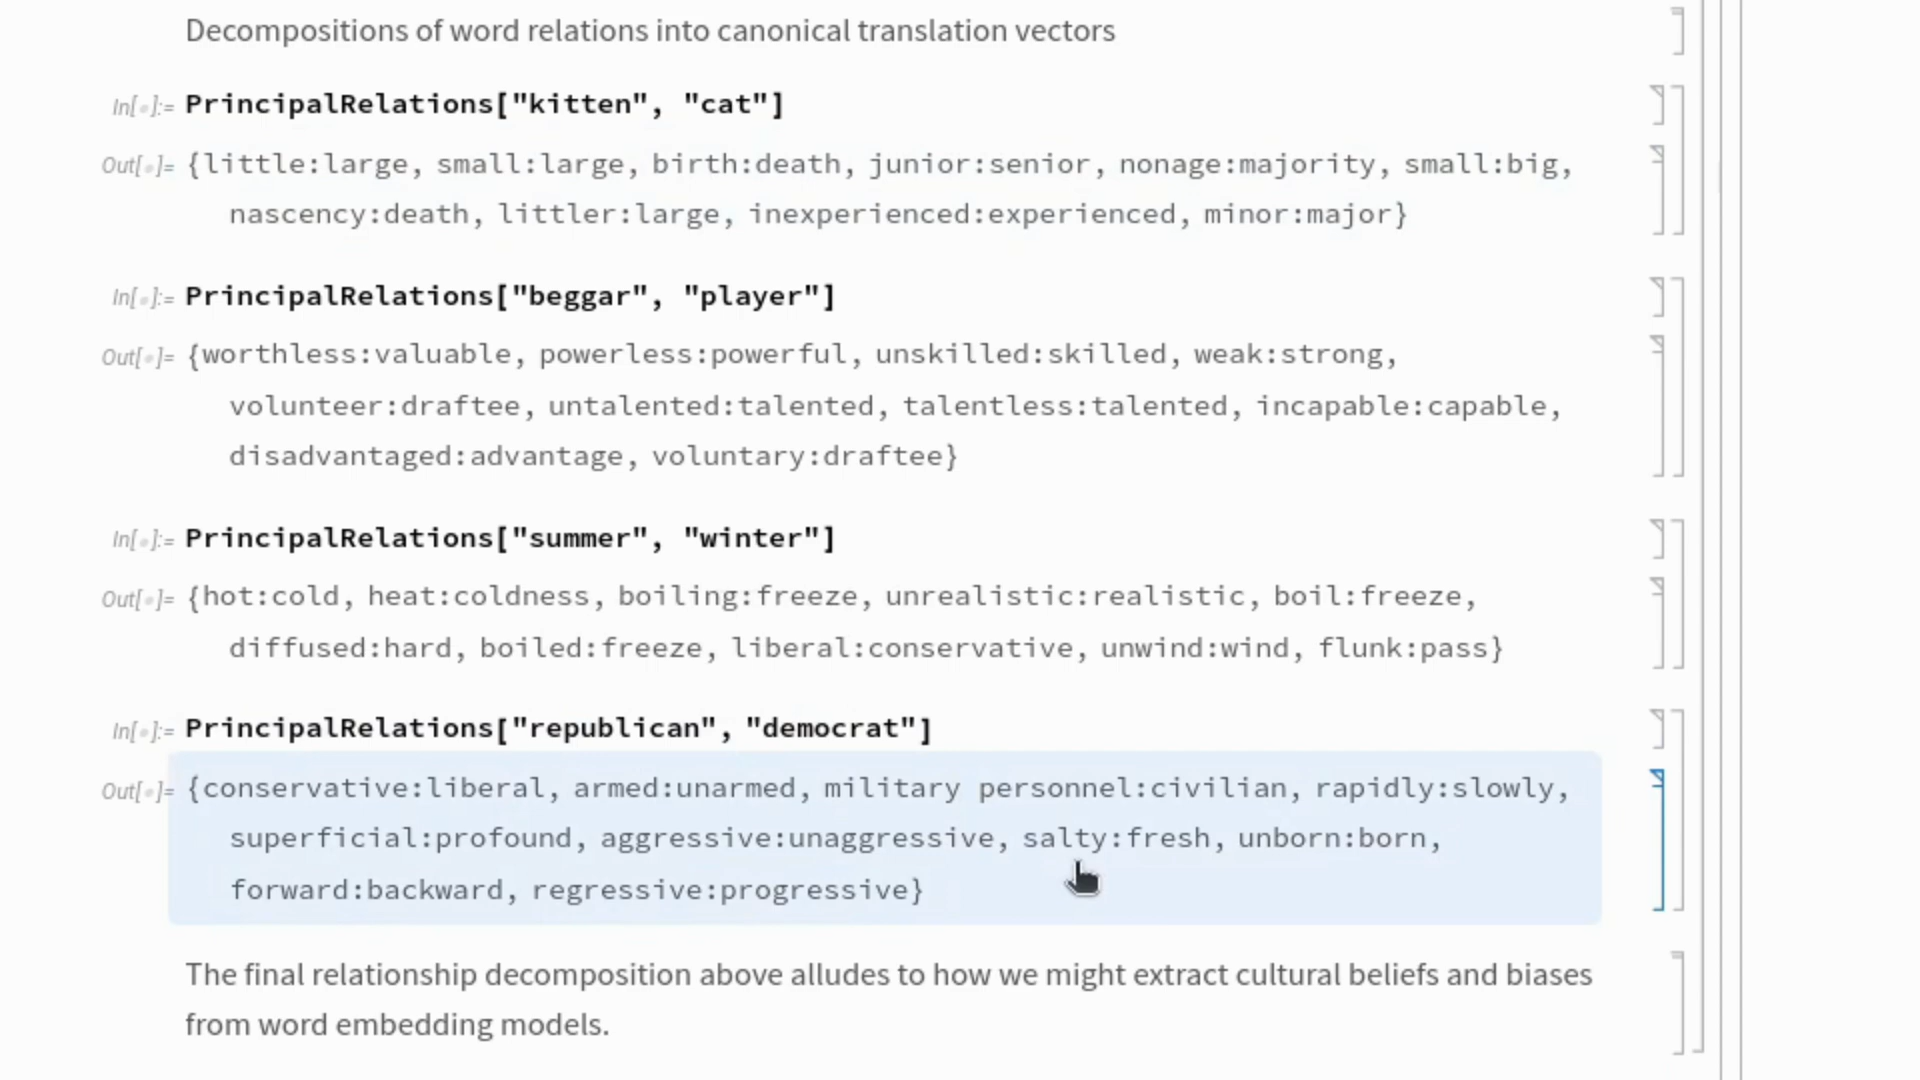 Decompositions of word relations into canonical translation vectors
In[◦]:= PrincipalRelations["kitten", "cat"]
Out[◦]= {little:large, small:large, birth:death, junior:senior, nonage:majority, small:big,
nascency:death, littler:large, inexperienced:experienced, minor:major}
In[◦]:= PrincipalRelations["beggar", "player"]
Out[◦]= {worthless:valuable, powerless:powerful, unskilled:skilled, weak:strong,
volunteer:draftee, untalented:talented, talentless:talented, incapable:capable,
disadvantaged:advantage, voluntary:draftee}
In[◦]:= PrincipalRelations["summer", "winter"]
Out[◦]= {hot:cold, heat:coldness, boiling:freeze, unrealistic:realistic, boil:freeze,
diffused:hard, boiled:freeze, liberal:conservative, unwind:wind, flunk:pass}
In[◦]:= PrincipalRelations["republican", "democrat"]
Out[◦]= {conservative:liberal, armed:unarmed, military personnel:civilian, rapidly:slowly,
superficial:profound, aggressive:unaggressive, salty:fresh, unborn:born,
forward:backward, regressive:progressive}
The final relationship decomposition above alludes to how we might extract cultural beliefs and biases
from word embedding models.